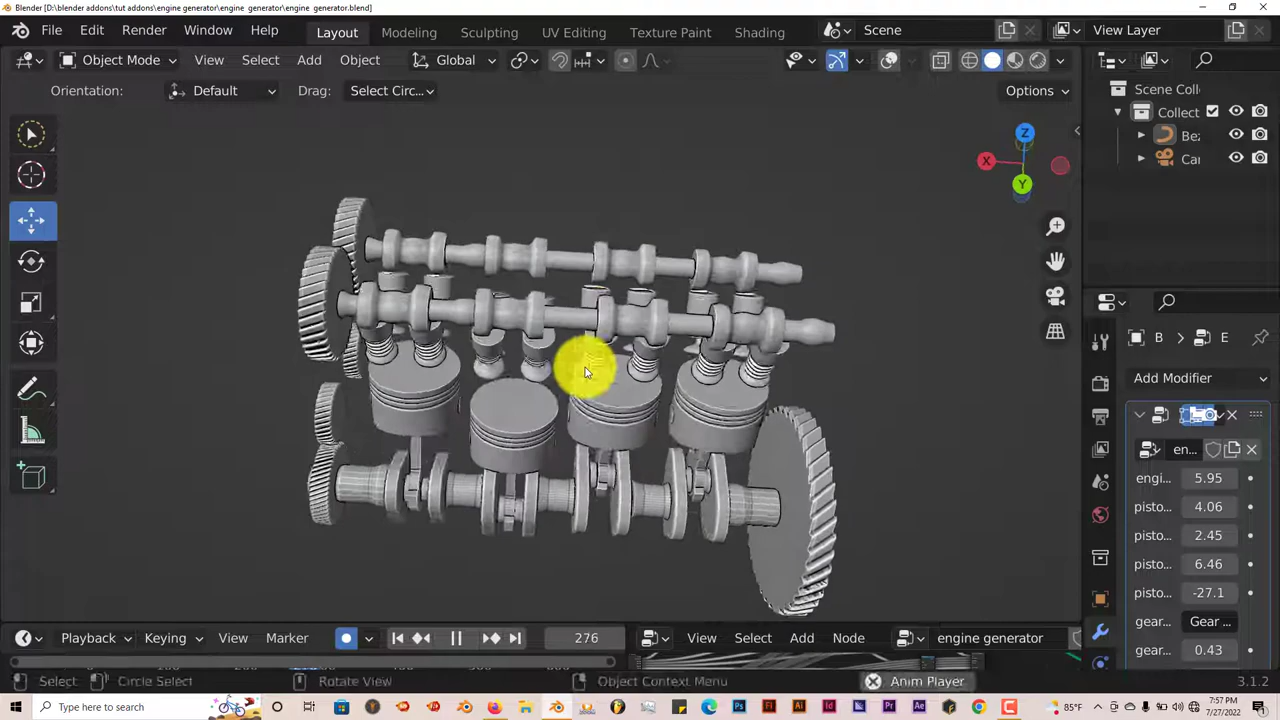 Blender [D:\blender addons\tut addons\engine generator\engine generator\engine generator.blend]
File Edit Render Window Help Layout Modeling Sculpting UV Editing Texture Paint Shading Scene View Layer
Object Mode View Select Add Object Global
Orientation: Default Drag: Select Circ... Options
Scene Coll
Collect
Be
Car
Z
X
Y
B E
Add Modifier
en...
engi... 5.95
pisto... 4.06
pisto... 2.45
pisto... 6.46
pisto... -27.1
gear... Gear ...
gear... 0.43
Playback Keying View Marker 276 View Select Add Node engine generator
Select Circle Select Rotate View Object Context Menu Anim Player 3.1.2
Type here to search 85°F 7:57 PM
7/27/2022